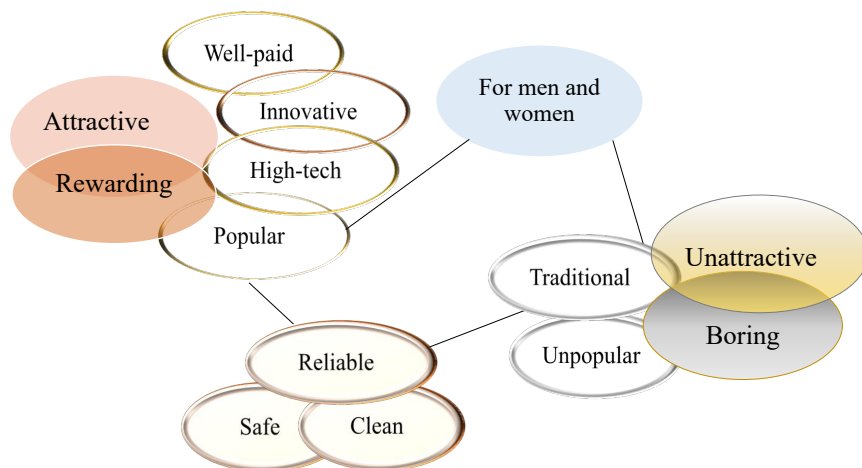 Well-paid
Innovative
High-tech
Popular
Attractive
Rewarding
For men and
women
Traditional
Unpopular
Unattractive
Boring
Reliable
Safe
Clean